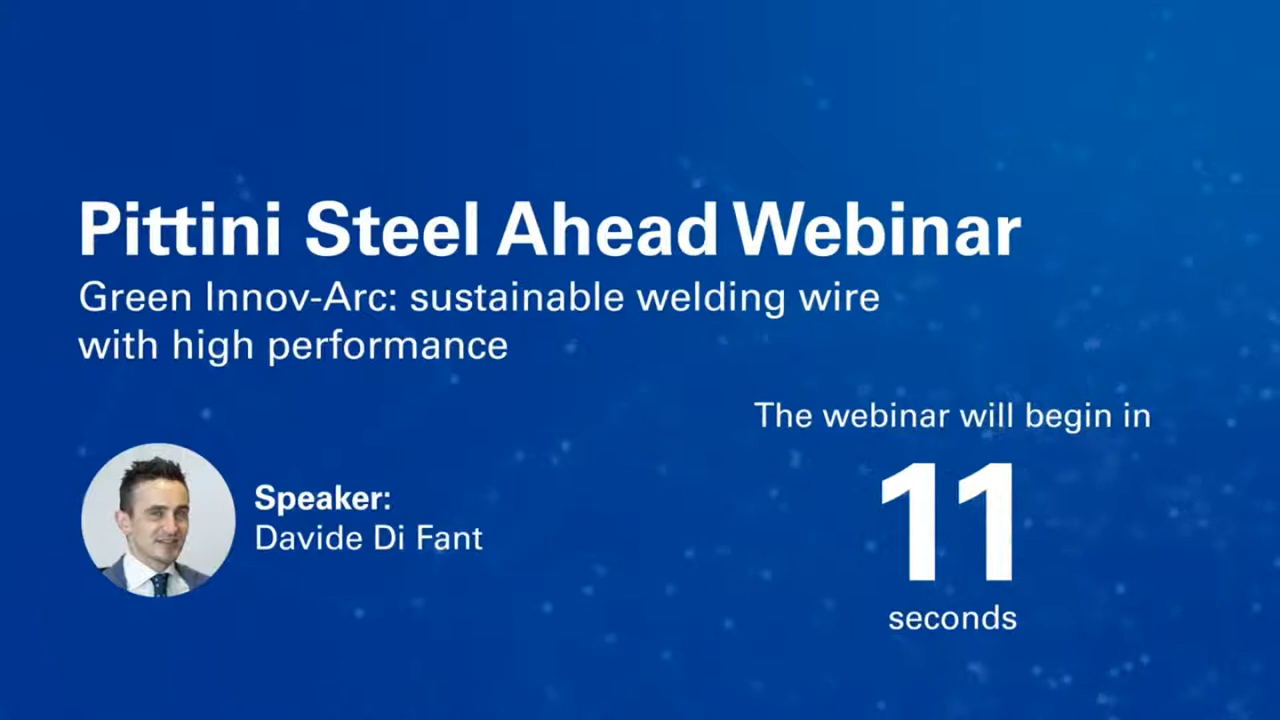 Pittini Steel Ahead Webinar
Green Innov-Arc: sustainable welding wire
with high performance
The webinar will begin in
11
seconds
Speaker:
Davide Di Fant